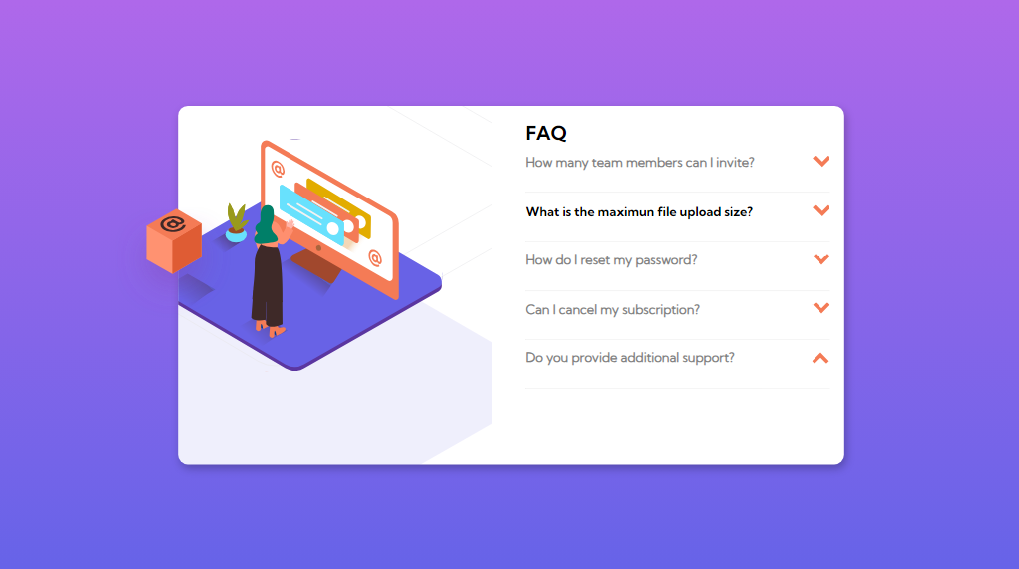 FAQ
How many team members can I invite?
What is the maximun file upload size?
How do I reset my password?
Can I cancel my subscription?
Do you provide additional support?
@
@
@